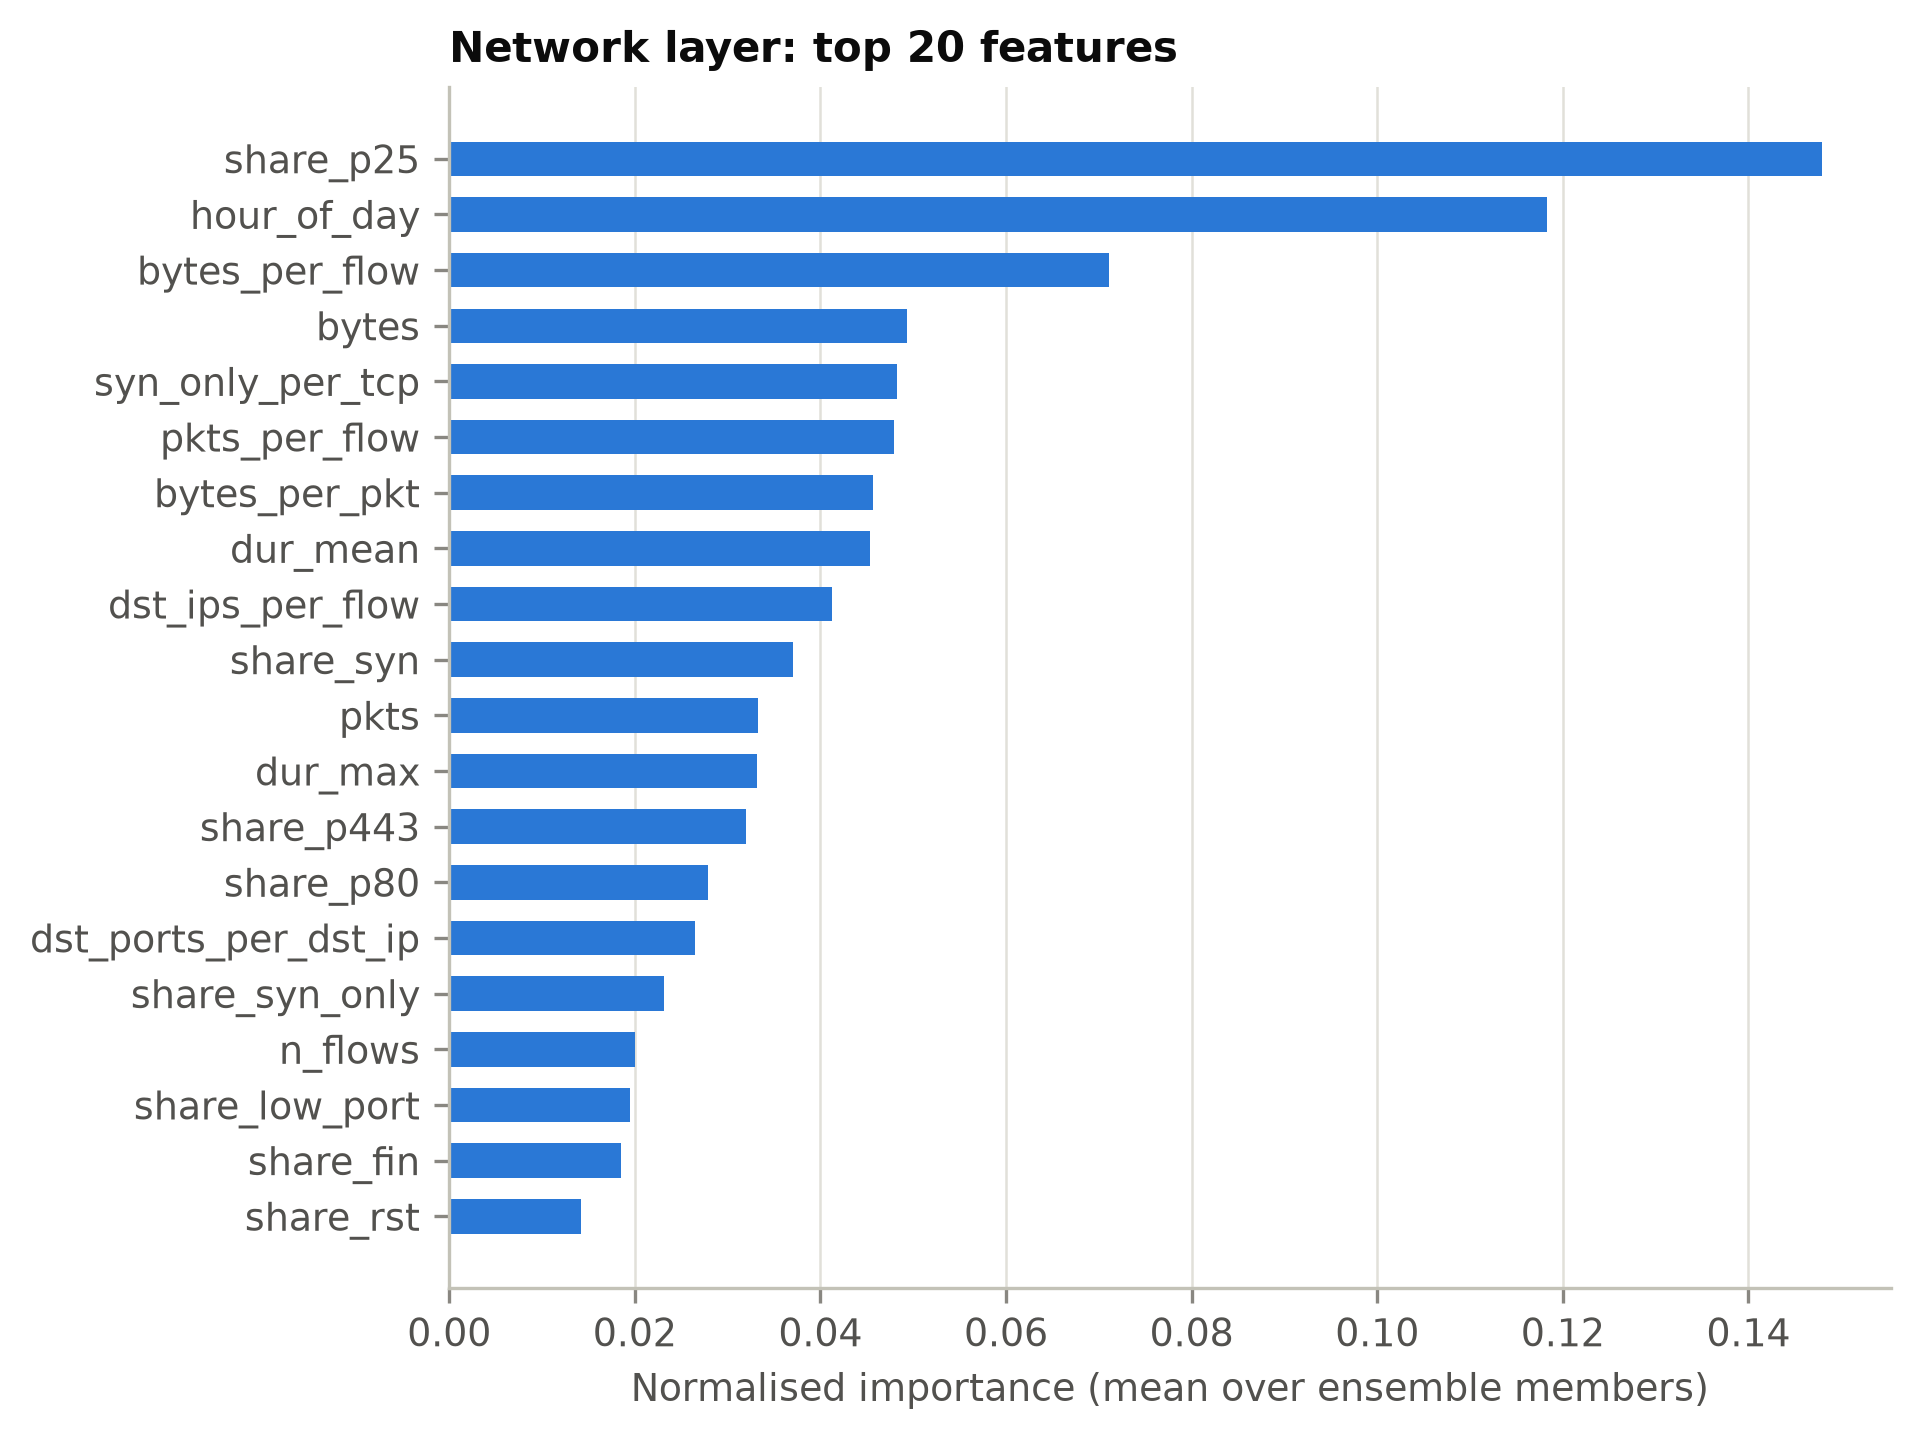 Network layer: top 20 features
share_p25
hour_of_day
bytes_per_flow
bytes
syn_only_per_tcp
pkts_per_flow
bytes_per_pkt
dur_mean
dst_ips_per_flow
share_syn
pkts
dur_max
share_p443
share_p80
dst_ports_per_dst_ip
share_syn_only
n_flows
share_low_port
share_fin
share_rst
0.00 0.02 0.04 0.06 0.08 0.10 0.12 0.14
Normalised importance (mean over ensemble members)